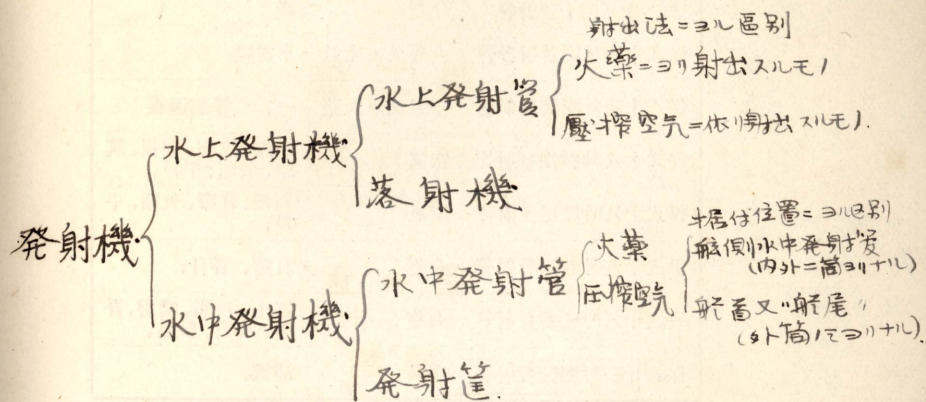 射出法ニヨル區別
水上発射管
火薬ニヨリ射出スルモノ
壓搾空気ニ依リ射出スルモノ.
水上発射機
落射機
発射機
水中発射機
水中発射管
火薬
圧搾空気
据付位置ニヨル区別
舷側水中発射
(内外二筒ヨリナル)
舟首又ハ舟尾〃
(外筒ノミヨリナル).
発射筐.